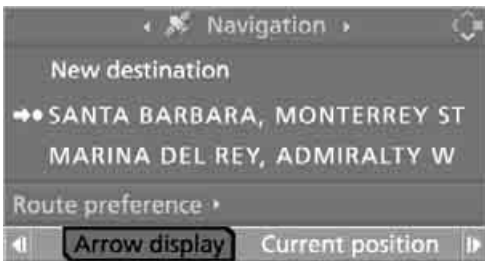 Navigation
New destination
SANTA BARBARA, MONTERREY ST
MARINA DEL REY, ADMIRALTY W
Route preference
Arrow display Current position